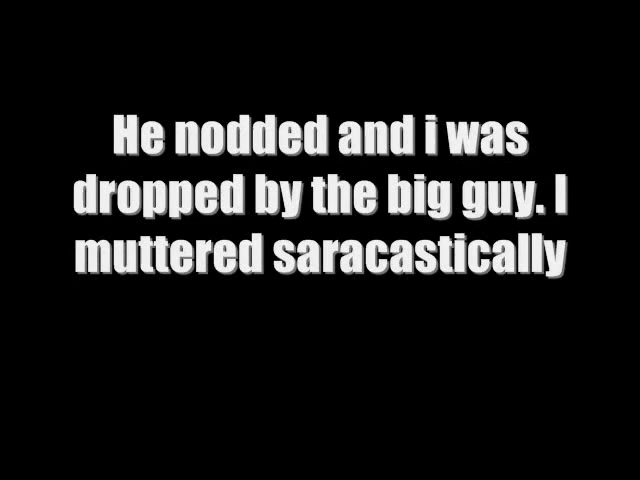 He nodded and i was
dropped by the big guy. I
muttered saracastically